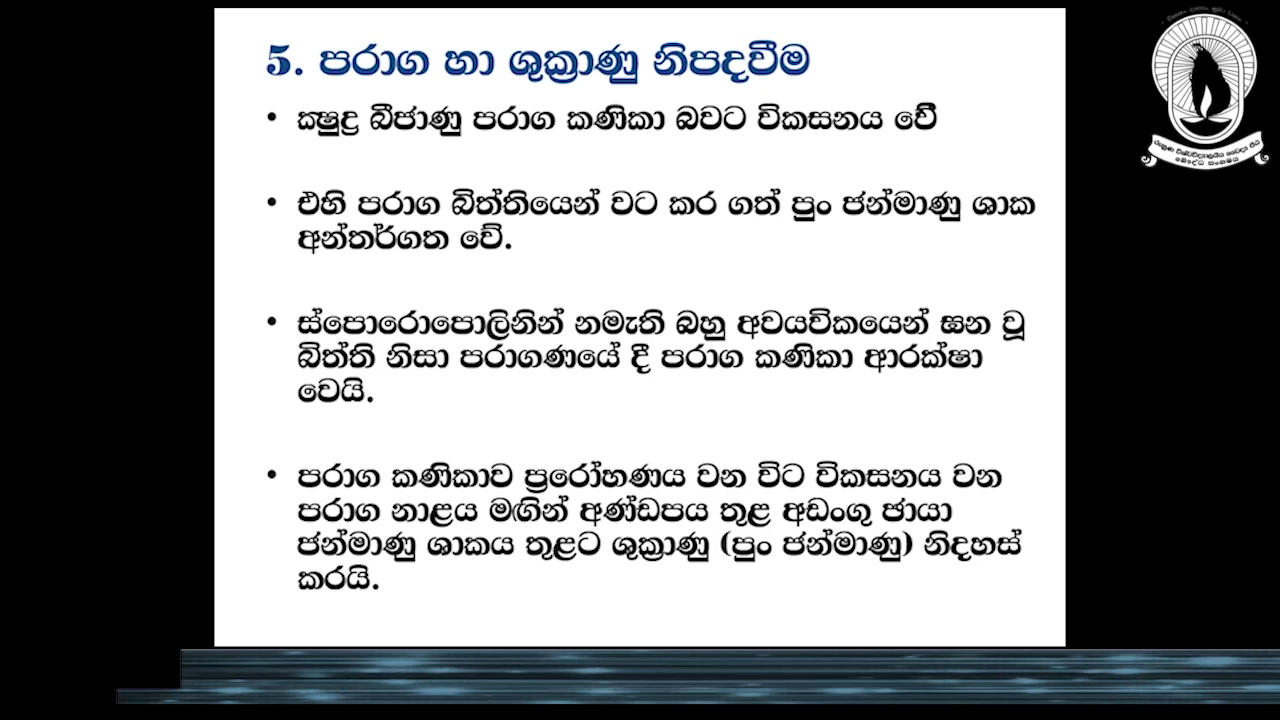 5. පරාග හා ශුක්‍රාණු නිපදවීම
• ක්ෂුද්‍ර බීජාණු පරාග කණිකා බවට විකසනය වේ
• එහි පරාග බිත්තියෙන් වට කර ගත් පුං ජන්මාණු ශාක
අන්තර්ගත වේ.
• ස්පොරොපොලිනින් නමැති බහු අවයවිකයෙන් ඝන වූ
බිත්ති නිසා පරාගණයේ දී පරාග කණිකා ආරක්ෂා
වෙයි.
• පරාග කණිකාව ප්‍රරෝහණය වන විට විකසනය වන
පරාග නාළය මඟින් අණ්ඩපය තුළ අඩංගු ඡායා
ජන්මාණු ශාකය තුළට ශුක්‍රාණු (පුං ජන්මාණු) නිදහස්
කරයි.